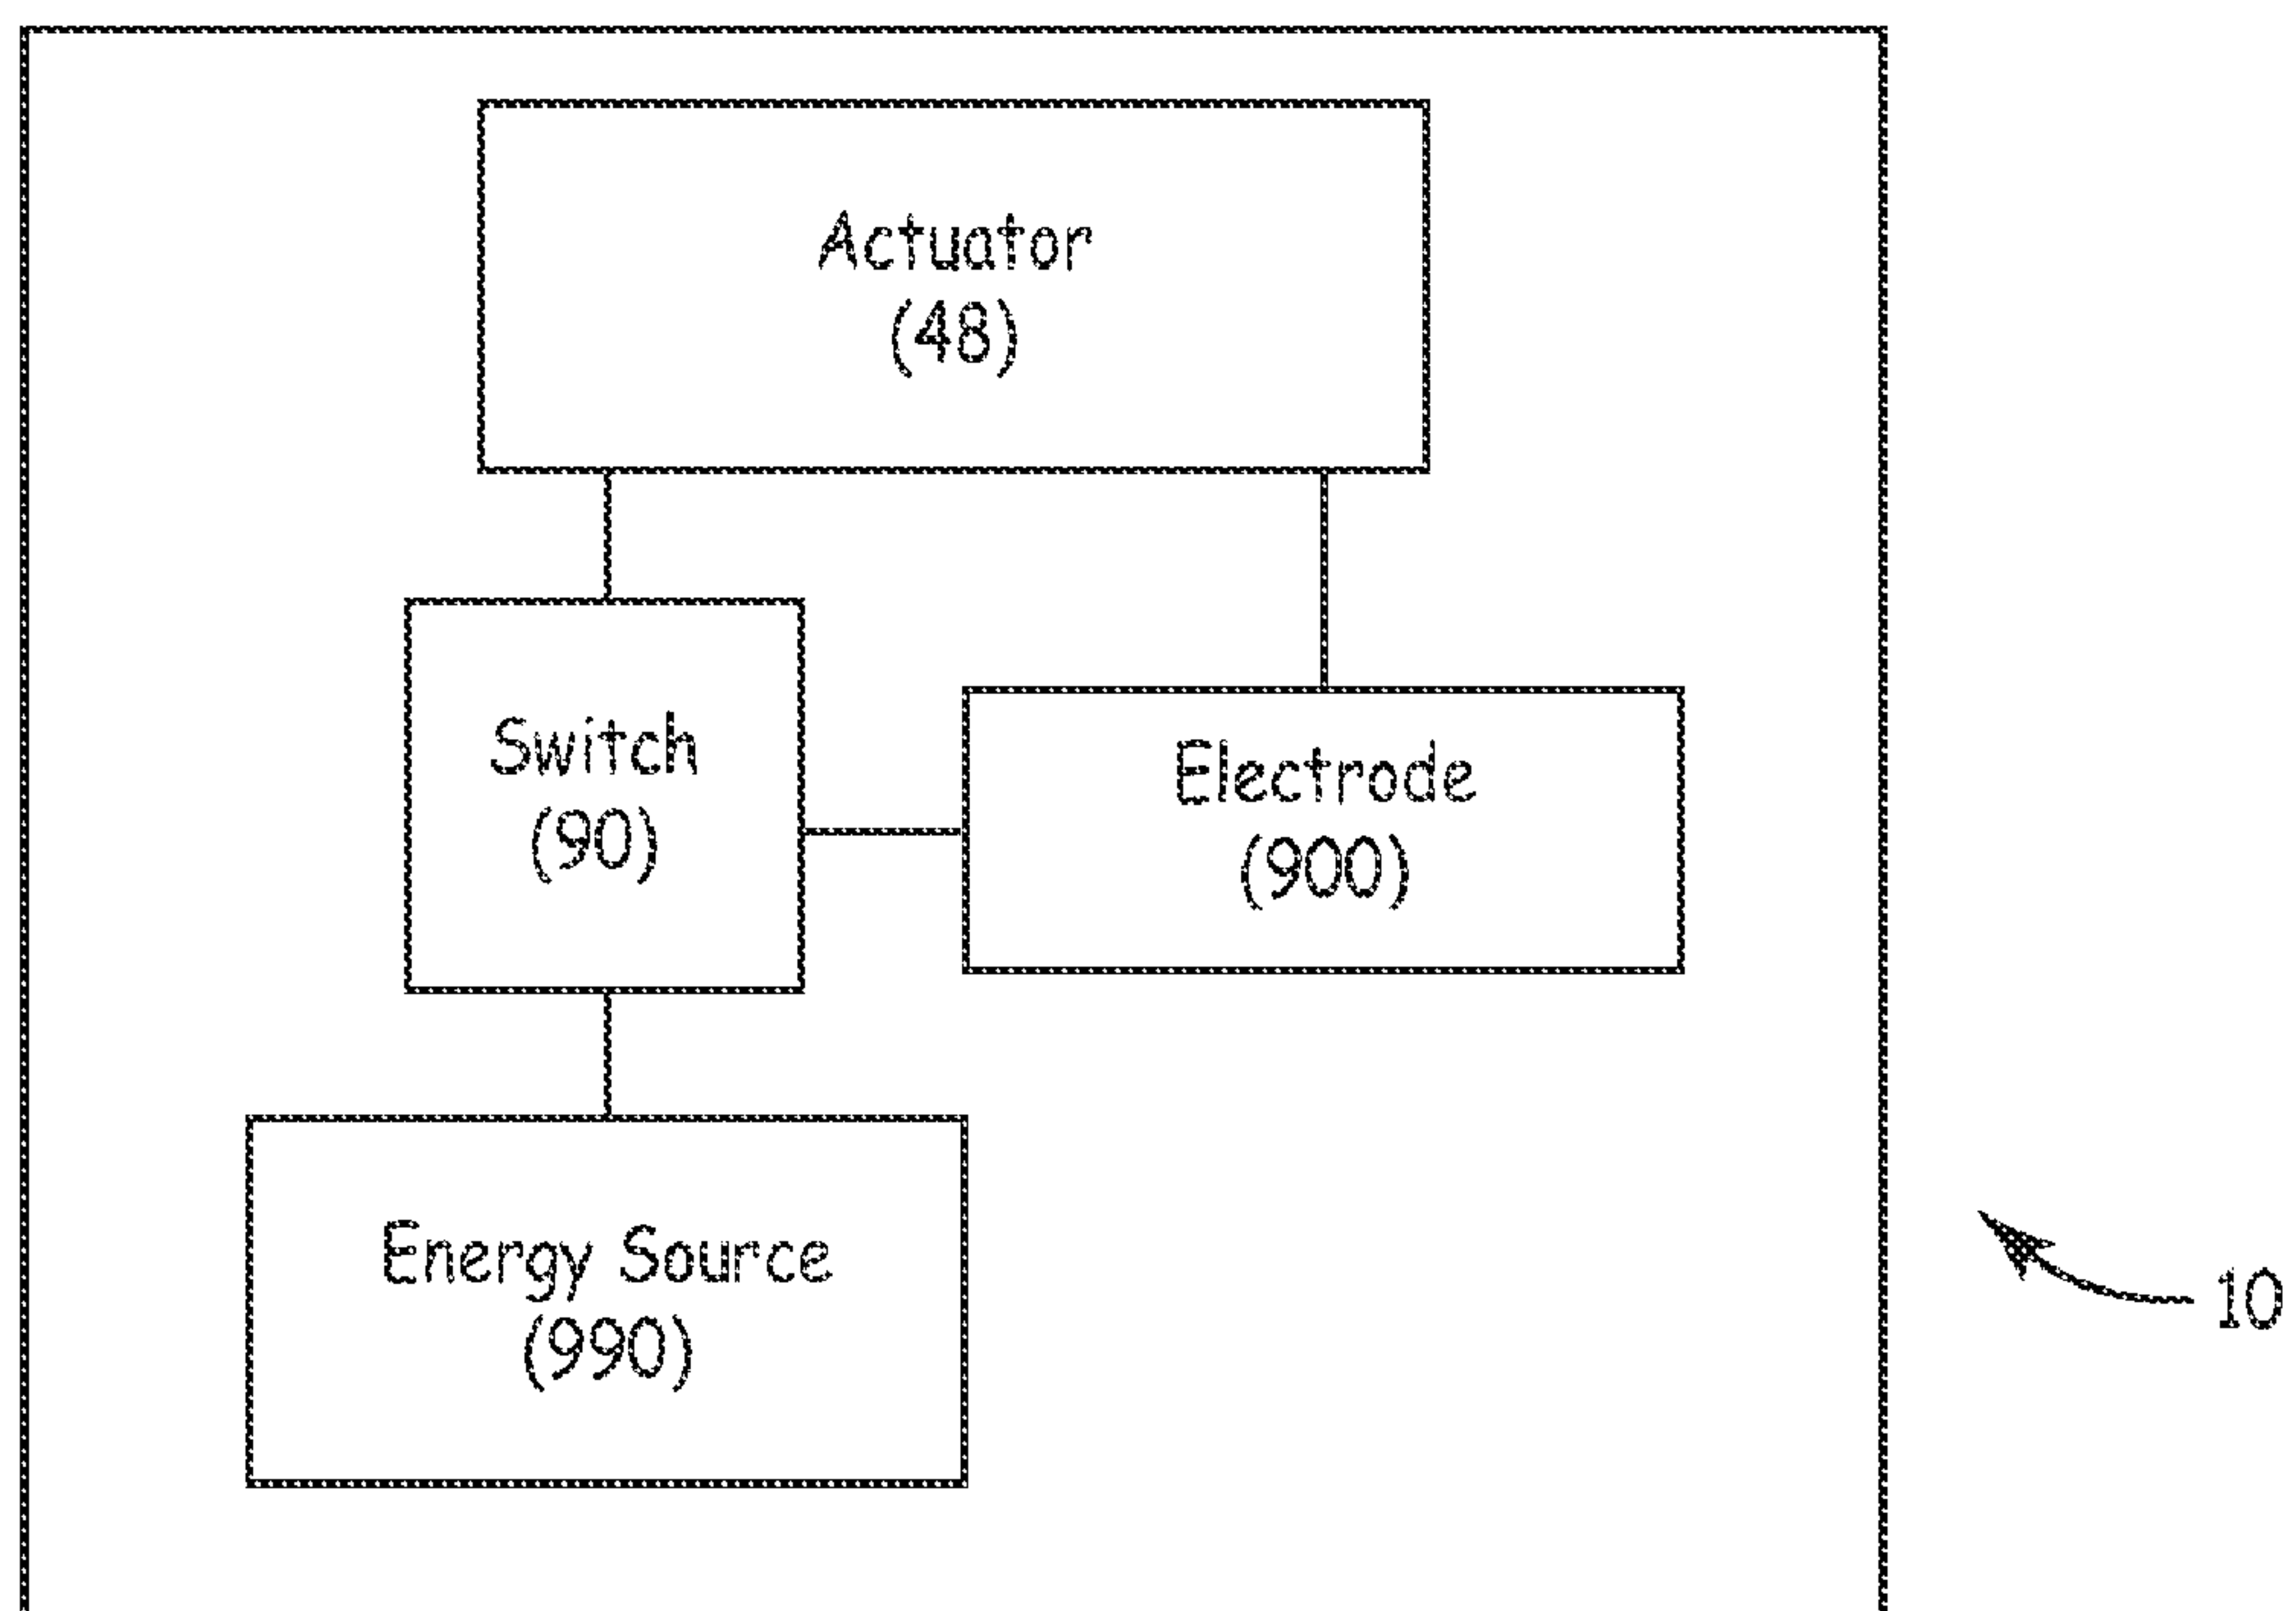 Actuator
(48)
Switch
(90)
Electrode
(900)
Energy Source
(990)
10